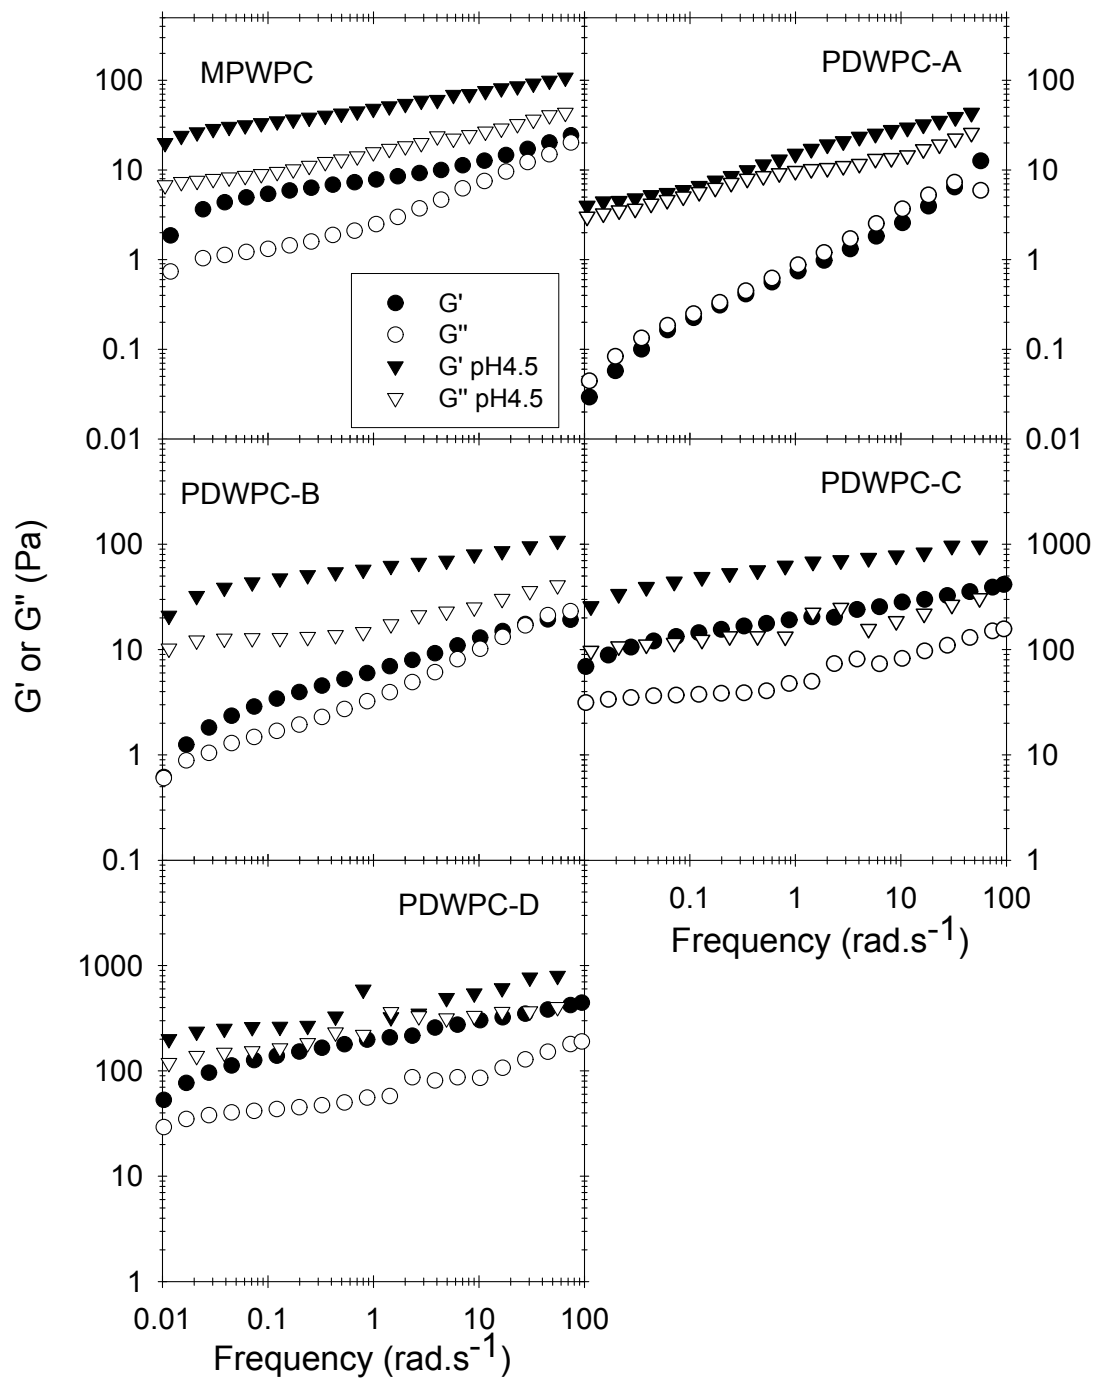 MPWPC
PDWPC-A
100
10
1
0.1
0.01
100
10
1
0.1
0.01
G'
G''
G' pH4.5
G'' pH4.5
PDWPC-B
PDWPC-C
G' or G'' (Pa)
100
10
1
0.1
1000
100
10
1
0.1 1 10 100
Frequency (rad.s-1)
PDWPC-D
1000
100
10
1
0.01 0.1 1 10 100
Frequency (rad.s-1)